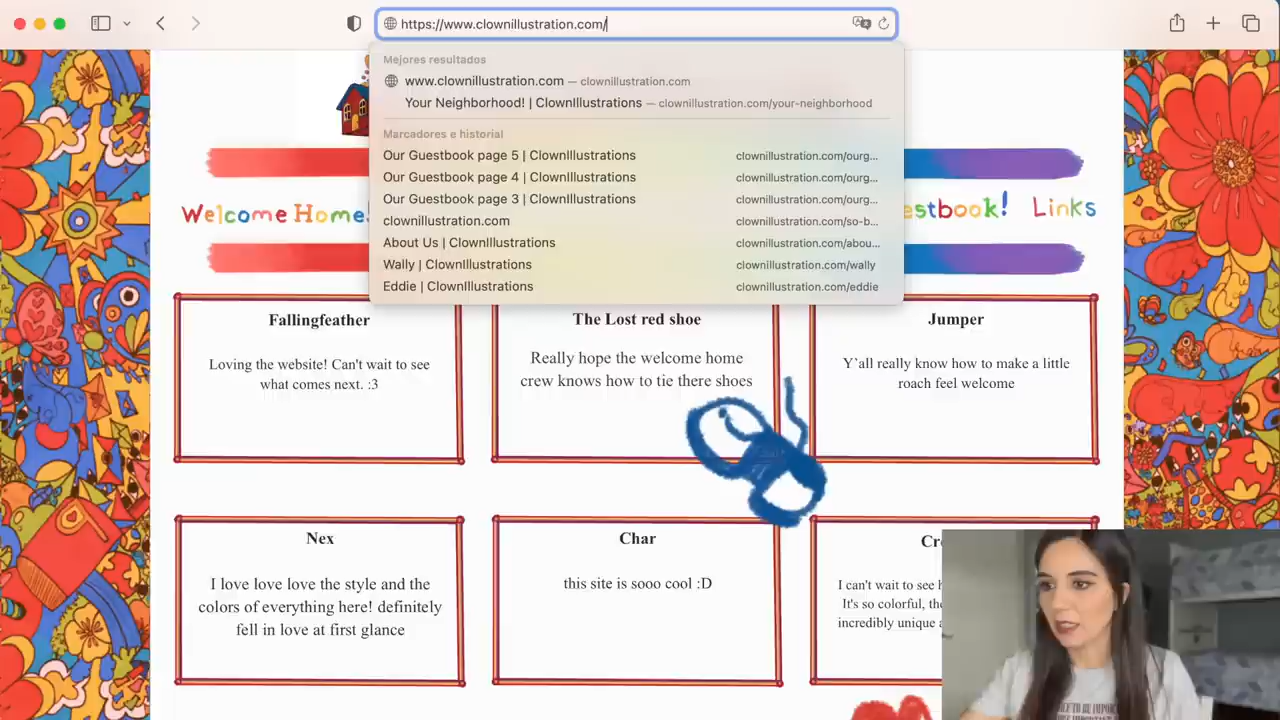 https://www.clownillustration.com/
Mejores resultados
www.clownillustration.com — clownillustration.com
Your Neighborhood! | ClownIllustrations — clownillustration.com/your-neighborhood
Marcadores e historial
Our Guestbook page 5 | ClownIllustrations clownillustration.com/ourg...
Our Guestbook page 4 | ClownIllustrations clownillustration.com/ourg...
Our Guestbook page 3 | ClownIllustrations clownillustration.com/ourg...
clownillustration.com clownillustration.com/so-b...
About Us | ClownIllustrations clownillustration.com/abou...
Wally | ClownIllustrations clownillustration.com/wally
Eddie | ClownIllustrations clownillustration.com/eddie
Welcome Home! estbook! Links
Fallingfeather
Loving the website! Can't wait to see
what comes next. :3
The Lost red shoe
Really hope the welcome home
crew knows how to tie there shoes
Jumper
Y'all really know how to make a little
roach feel welcome
Nex
I love love love the style and the
colors of everything here! definitely
fell in love at first glance
Char
this site is sooo cool :D
Cr
I can't wait to see
It's so colorful, the
incredibly unique